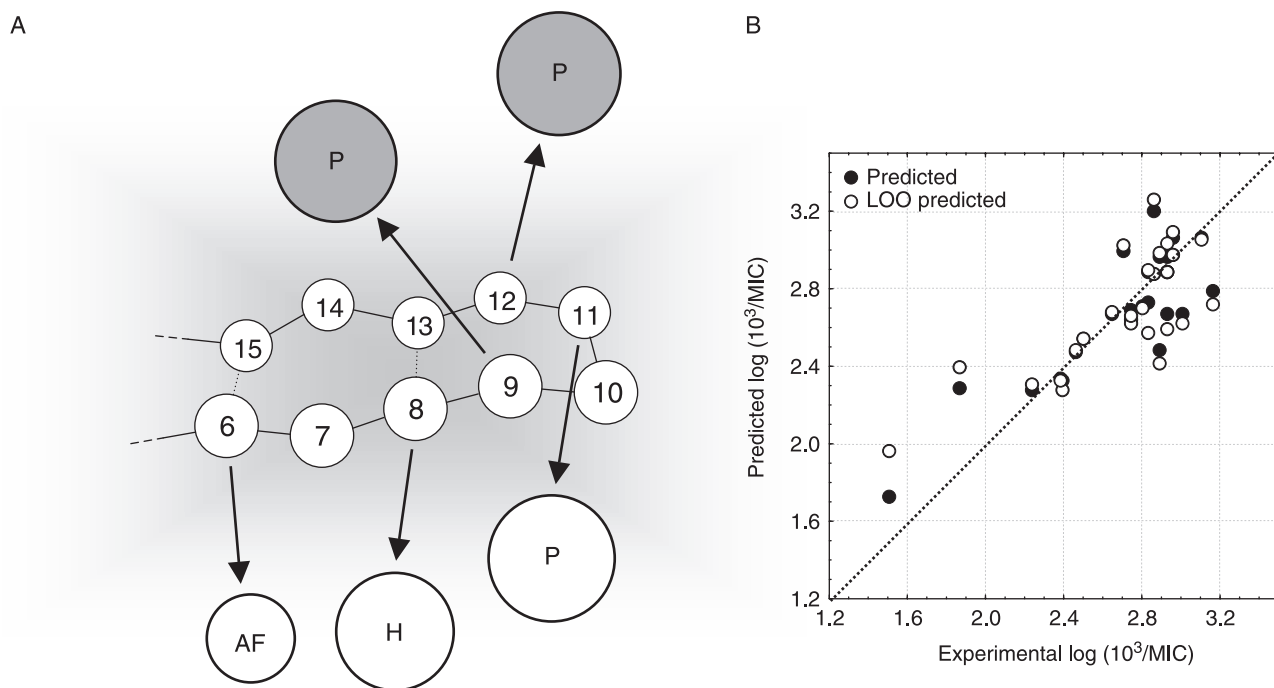 A
B
P
P
12
14
13
11
15
9
10
8
6
7
P
AF
H
Predicted
LOO predicted
Predicted log (10³/MIC)
3.2
2.8
2.4
2.0
1.6
1.2
1.2 1.6 2.0 2.4 2.8 3.2
Experimental log (10³/MIC)